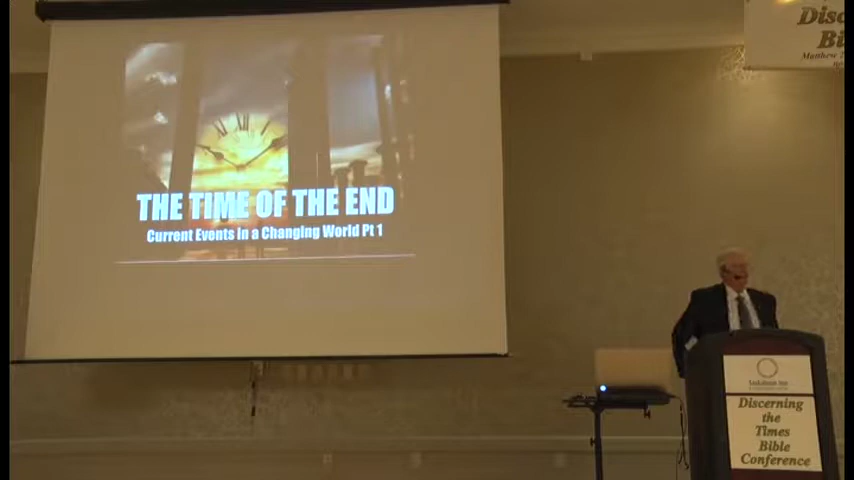 THE TIME OF THE END
Current Events in a Changing World Pt 1
Disc
Bi
Matthew
Discerning
the
Times
Bible
Conference